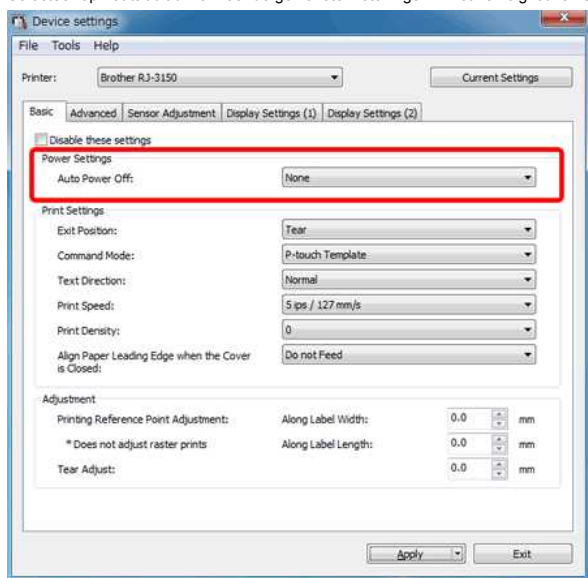 Device settings
File Tools Help
Printer: Brother RJ-3150 Current Settings
Basic Advanced Sensor Adjustment Display Settings (1) Display Settings (2)
Disable these settings
Power Settings
Auto Power Off: None
Print Settings
Exit Position: Tear
Command Mode: P-touch Template
Text Direction: Normal
Print Speed: 5 ips / 127 mm/s
Print Density: 0
Align Paper Leading Edge when the Cover Do not Feed
is Closed:
Adjustment
Printing Reference Point Adjustment: Along Label Width: 0.0 mm
* Does not adjust raster prints Along Label Length: 0.0 mm
Tear Adjust: 0.0 mm
Apply Exit